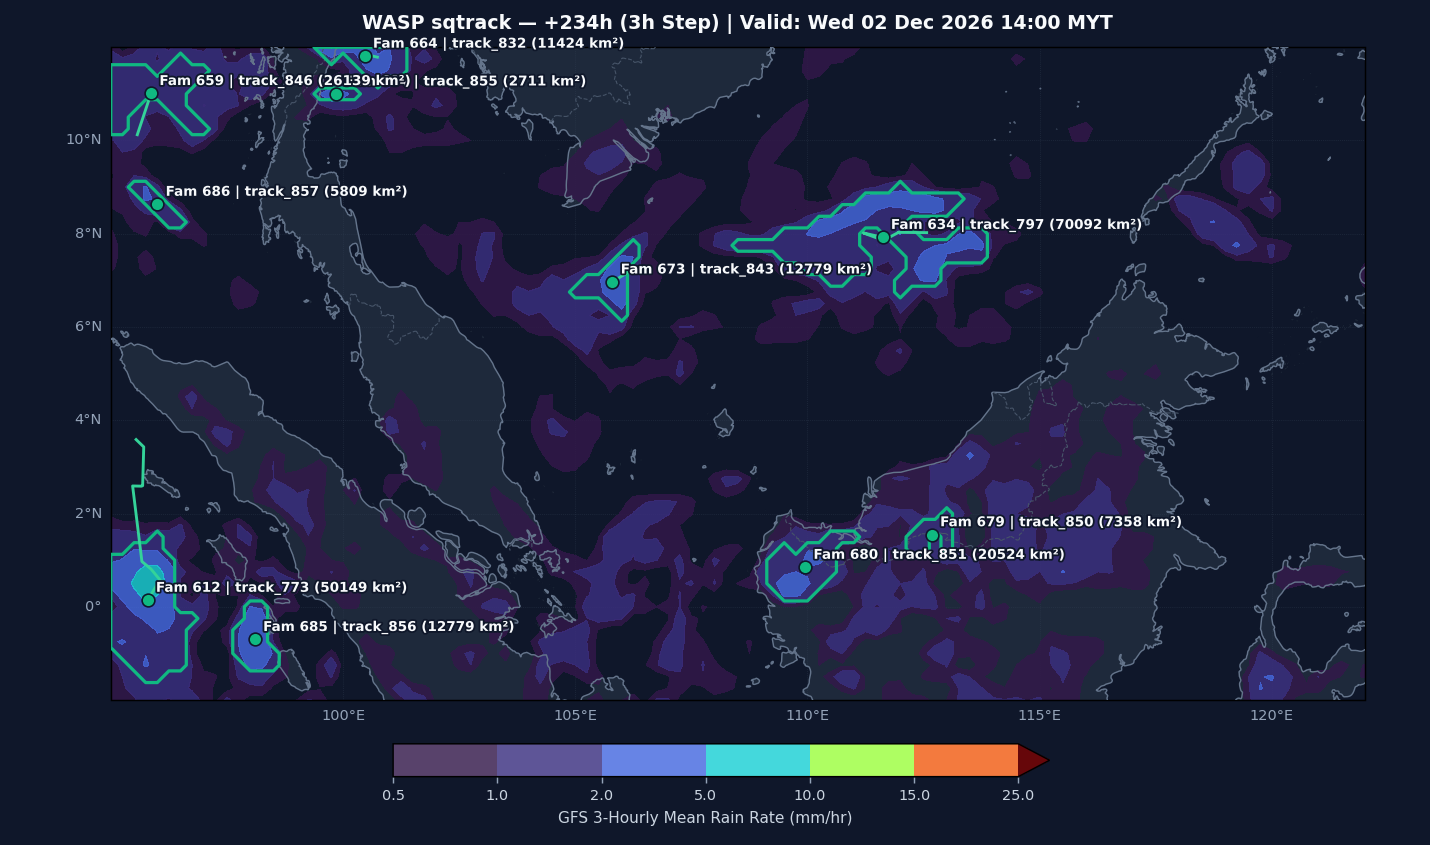 WASP sqtrack — +234h (3h Step) | Valid: Wed 02 Dec 2026 14:00 MYT
Fam 664 | track_832 (11424 km²)
Fam 659 | track_846 (26139 km²)
| track_855 (2711 km²)
10°N
Fam 686 | track_857 (5809 km²)
8°N
Fam 634 | track_797 (70092 km²)
Fam 673 | track_843 (12779 km²)
6°N
4°N
2°N
Fam 679 | track_850 (7358 km²)
Fam 680 | track_851 (20524 km²)
Fam 612 | track_773 (50149 km²)
0°
Fam 685 | track_856 (12779 km²)
100°E 105°E 110°E 115°E 120°E
0.5 1.0 2.0 5.0 10.0 15.0 25.0
GFS 3-Hourly Mean Rain Rate (mm/hr)